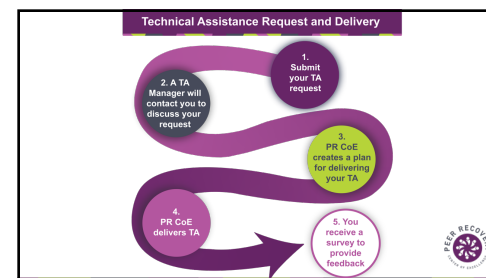 Technical Assistance Request and Delivery
1.
Submit
your TA
request
2. A TA
Manager will
contact you to
discuss your
request
3.
PR CoE
creates a plan
for delivering
your TA
4.
PR CoE
delivers TA
5. You
receive a
survey to
provide
feedback
PEER RECOVE